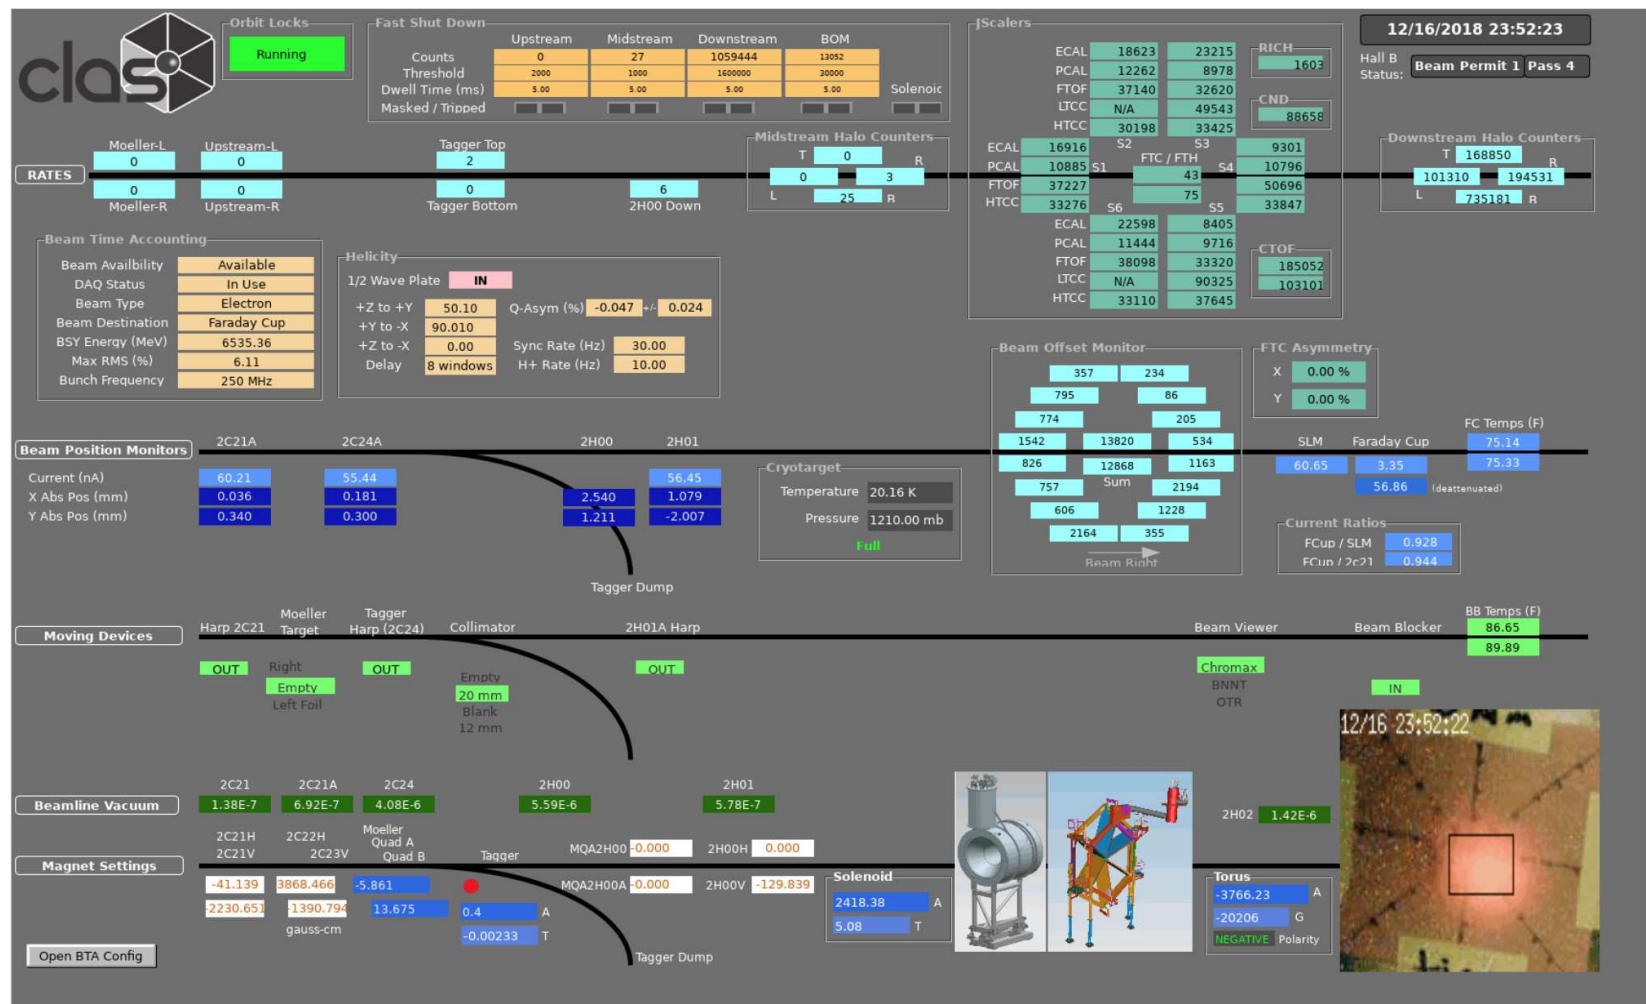 clas
Orbit Locks
Running
Fast Shut Down
Upstream Midstream Downstream BOM
Counts 0 27 1059444 13052
Threshold 2000 1000 1600000 30000
Dwell Time (ms) 5.00 5.00 5.00 5.00 Solenoic
Masked / Tripped
JScalers
ECAL 18623 23215
PCAL 12262 8978
FTOF 37140 32620
LTCC N/A 49543
HTCC 30198 33425
S2 S3
ECAL 16916 9301
PCAL 10885 S1 FTC / FTH 43 S4 10796
FTOF 37227 75 50696
HTCC 33276 33847
S6 S5
ECAL 22598 8405
PCAL 11444 9716
FTOF 38098 33320
LTCC N/A 90325
HTCC 33110 37645
RICH
1603
CND
88658
CTOF
185052
103101
12/16/2018 23:52:23
Hall B
Status: Beam Permit 1 Pass 4
RATES
Moeller-L Upstream-L Tagger Top
0 0 2
0 0 0 6
Moeller-R Upstream-R Tagger Bottom 2H00 Down
Midstream Halo Counters
T 0 R
0 3
L 25 R
Downstream Halo Counters
T 168850 R
101310 194531
L 735181 R
Beam Time Accounting
Beam Availbility Available
DAQ Status In Use
Beam Type Electron
Beam Destination Faraday Cup
BSY Energy (MeV) 6535.36
Max RMS (%) 6.11
Bunch Frequency 250 MHz
Helicity
1/2 Wave Plate IN
+Z to +Y 50.10 Q-Asym (%) -0.047 +/- 0.024
+Y to -X 90.010
+Z to -X 0.00 Sync Rate (Hz) 30.00
Delay 8 windows H+ Rate (Hz) 10.00
Beam Offset Monitor
357 234
795 86
774 205
1542 13820 534
826 12868 1163
Sum
757 2194
606 1228
2164 355
Beam Right
FTC Asymmetry
X 0.00 %
Y 0.00 %
Beam Position Monitors
2C21A 2C24A 2H00 2H01
Current (nA) 60.21 55.44 56.45
X Abs Pos (mm) 0.036 0.181 2.540 1.079
Y Abs Pos (mm) 0.340 0.300 1.211 -2.007
Tagger Dump
Cryotarget
Temperature 20.16 K
Pressure 1210.00 mb
Full
SLM Faraday Cup
60.65 3.35
56.86 (deattenuated)
FC Temps (F)
75.14
75.33
Current Ratios
FCup / SLM 0.928
FCup / 2c21 0.944
Moving Devices
Harp 2C21
Moeller
Target
Tagger
Harp (2C24)
Collimator
2H01A Harp
Beam Viewer
Beam Blocker
BB Temps (F)
86.65
89.89
OUT
Right
Empty
Left Foil
OUT
Empty
20 mm
Blank
12 mm
OUT
Chromax
BNNT
OTR
IN
12/16 23:52:22
Beamline Vacuum
2C21 2C21A 2C24 2H00 2H01
1.38E-7 6.92E-7 4.08E-6 5.59E-6 5.78E-7
2H02 1.42E-6
Magnet Settings
2C21H 2C22H
2C21V 2C23V
Moeller
Quad A
Quad B
Tagger
MQA2H00 -0.000 2H00H 0.000
MQA2H00A -0.000 2H00V -129.839
-41.139 3868.466 -5.861
-2230.651 -1390.794 13.675
gauss-cm
0.4 A
-0.00233 T
Tagger Dump
Solenoid
2418.38 A
5.08 T
Torus
-3766.23 A
-20206 G
NEGATIVE Polarity
Open BTA Config